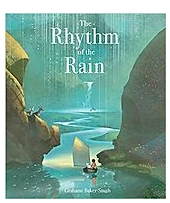 The
Rhythm
of the
Rain
Grahame Baker-Smith